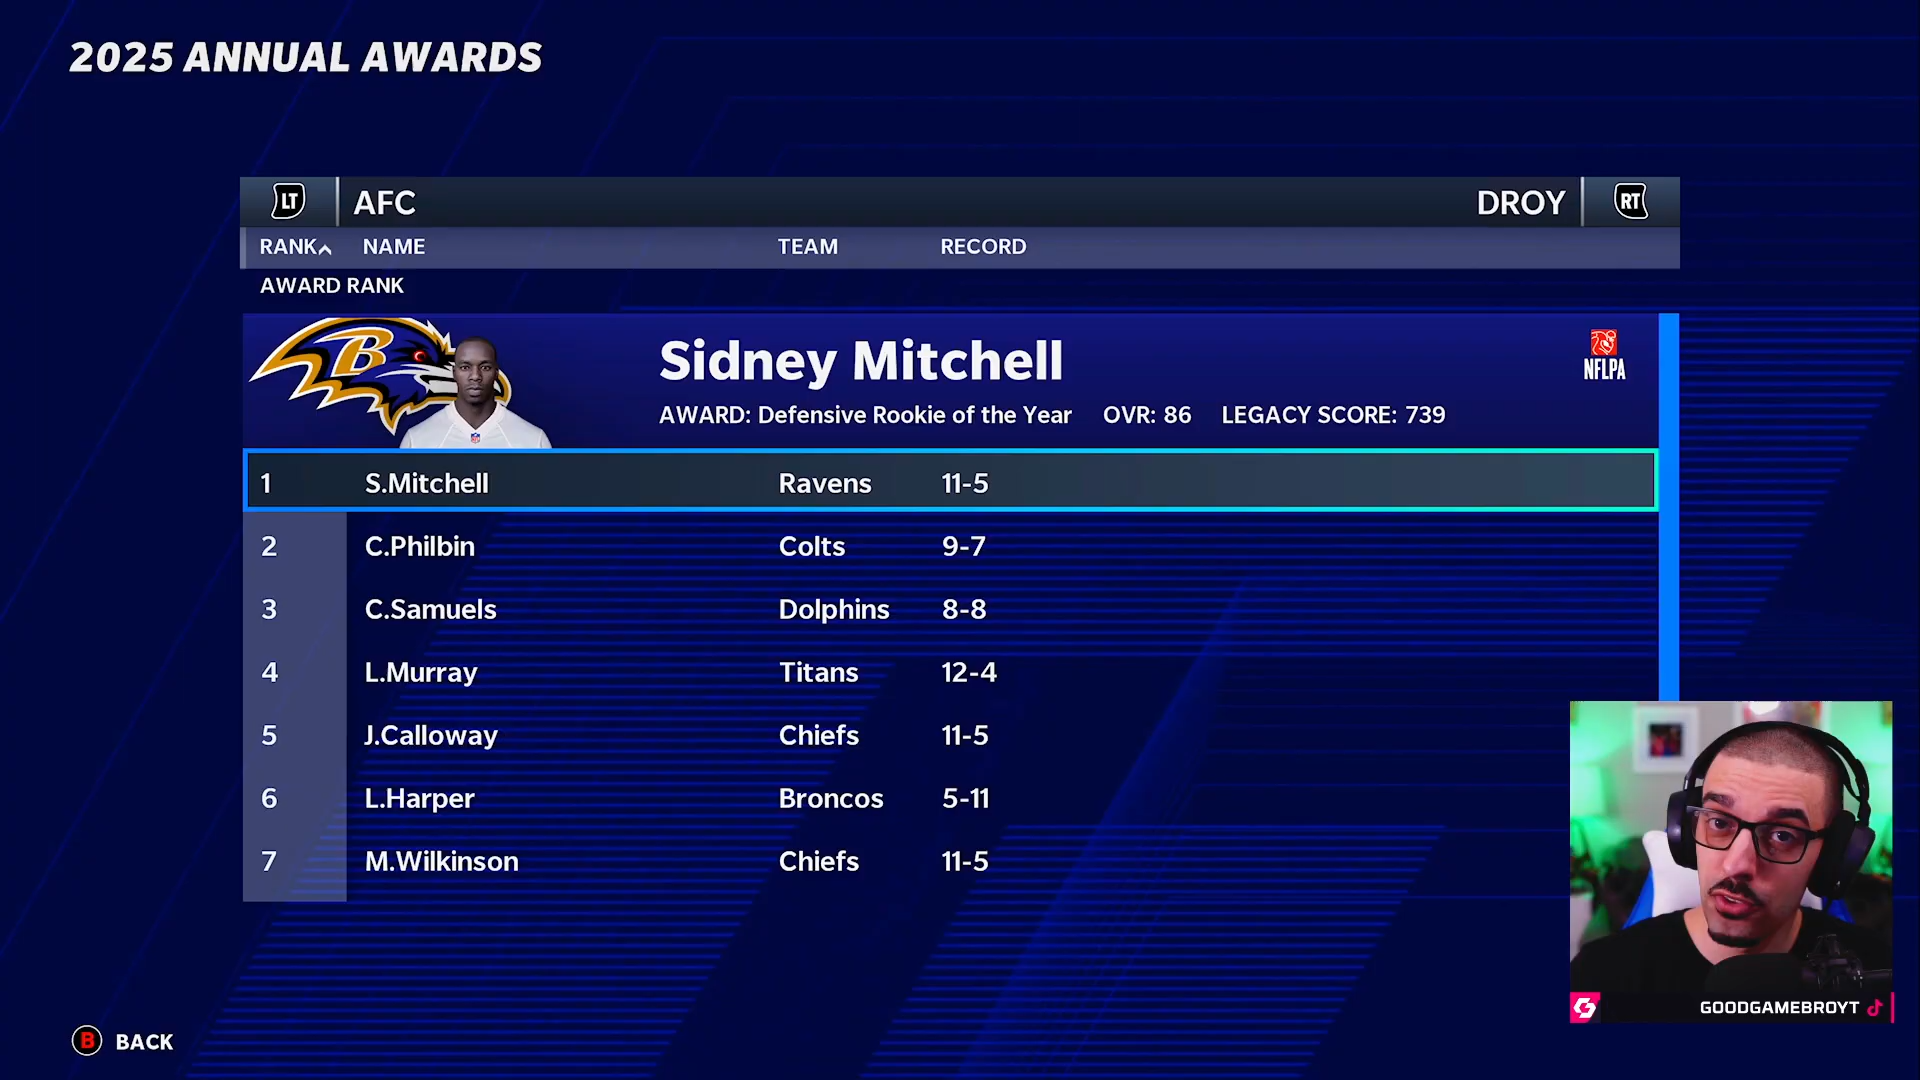 2025 ANNUAL AWARDS
LT AFC DROY RT
RANK NAME TEAM RECORD
AWARD RANK
B
Sidney Mitchell
NFLPA
AWARD: Defensive Rookie of the Year OVR: 86 LEGACY SCORE: 739
1 S.Mitchell Ravens 11-5
2 C.Philbin Colts 9-7
3 C.Samuels Dolphins 8-8
4 L.Murray Titans 12-4
5 J.Calloway Chiefs 11-5
6 L.Harper Broncos 5-11
7 M.Wilkinson Chiefs 11-5
GOODGAMEBROYT
B BACK